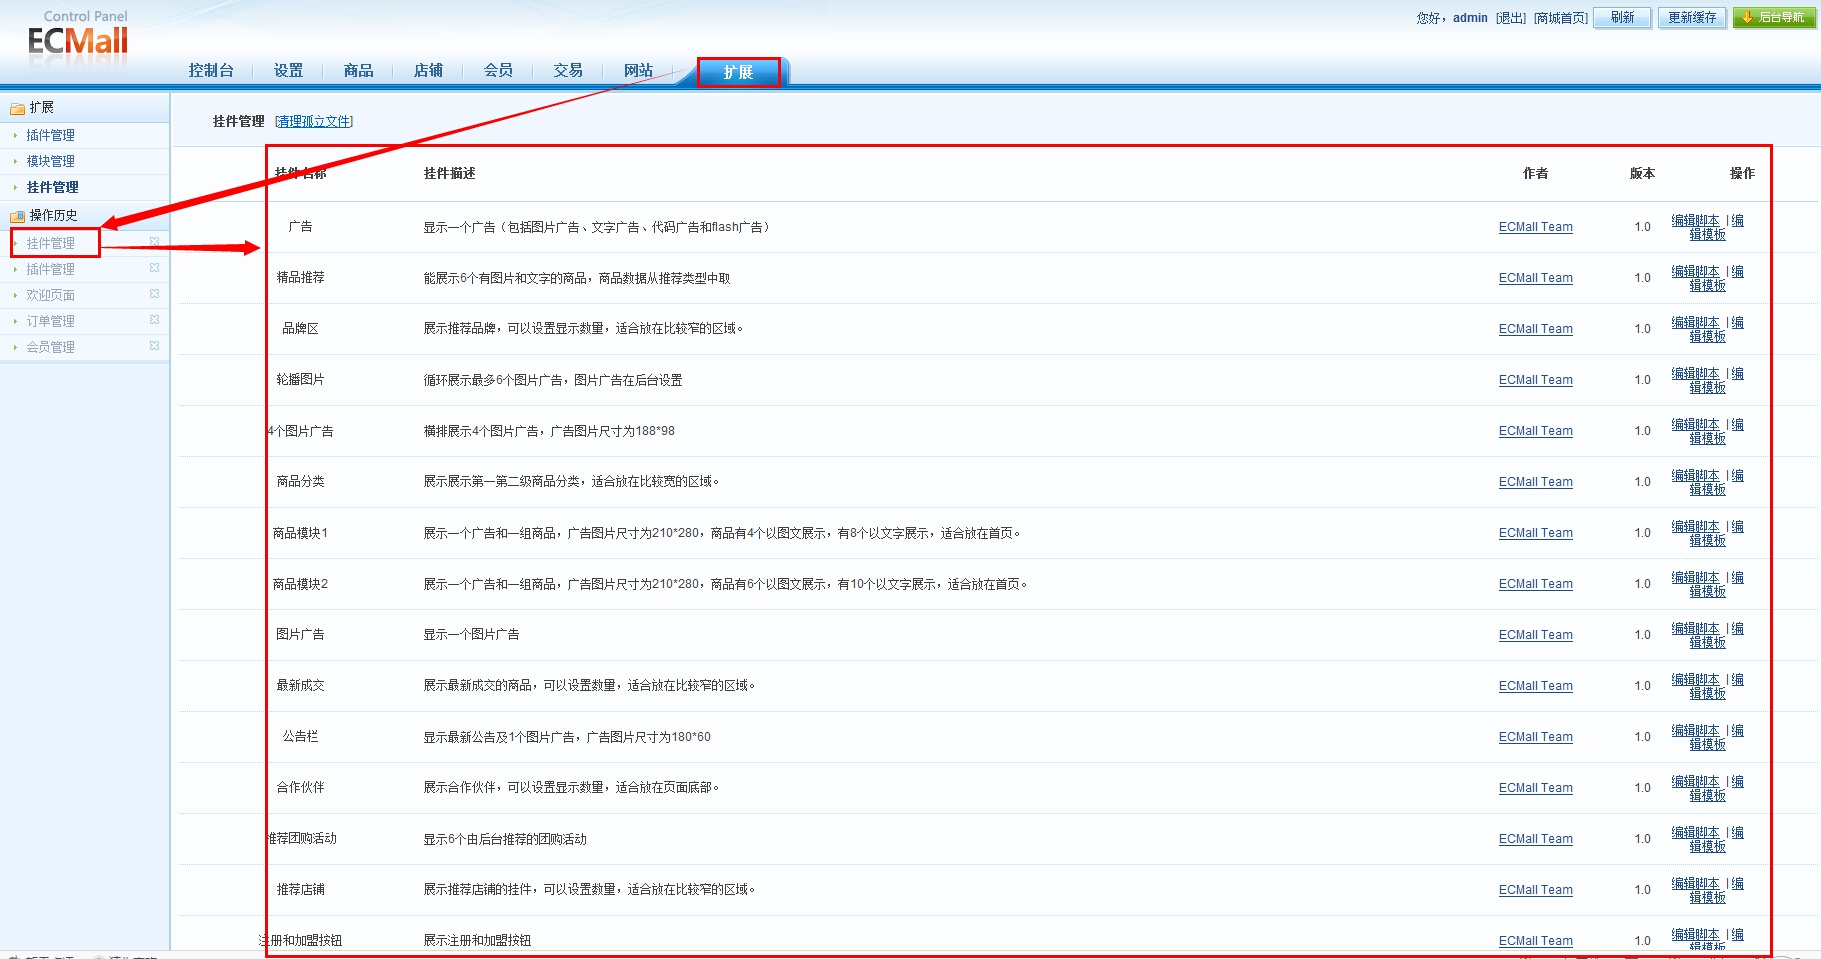 Control Panel
ECMall
您好，admin [退出] [商城首页] 刷新 更新缓存 后台导航
控制台 设置 商品 店铺 会员 交易 网站 扩展
扩展
插件管理
模块管理
挂件管理
操作历史
挂件管理
插件管理
欢迎页面
订单管理
会员管理
挂件管理 [清理孤立文件]
挂件名称 挂件描述 作者 版本 操作
广告 显示一个广告（包括图片广告、文字广告、代码广告和flash广告） ECMall Team 1.0 编辑脚本 | 编
辑模板
精品推荐 能展示6个有图片和文字的商品，商品数据从推荐类型中取 ECMall Team 1.0 编辑脚本 | 编
辑模板
品牌区 展示推荐品牌，可以设置显示数量，适合放在比较窄的区域。 ECMall Team 1.0 编辑脚本 | 编
辑模板
轮播图片 循环展示最多6个图片广告，图片广告在后台设置 ECMall Team 1.0 编辑脚本 | 编
辑模板
4个图片广告 横排展示4个图片广告，广告图片尺寸为188*98 ECMall Team 1.0 编辑脚本 | 编
辑模板
商品分类 展示展示第一第二级商品分类，适合放在比较宽的区域。 ECMall Team 1.0 编辑脚本 | 编
辑模板
商品模块1 展示一个广告和一组商品，广告图片尺寸为210*280，商品有4个以图文展示，有8个以文字展示，适合放在首页。 ECMall Team 1.0 编辑脚本 | 编
辑模板
商品模块2 展示一个广告和一组商品，广告图片尺寸为210*280，商品有6个以图文展示，有10个以文字展示，适合放在首页。 ECMall Team 1.0 编辑脚本 | 编
辑模板
图片广告 显示一个图片广告 ECMall Team 1.0 编辑脚本 | 编
辑模板
最新成交 展示最新成交的商品，可以设置数量，适合放在比较窄的区域。 ECMall Team 1.0 编辑脚本 | 编
辑模板
公告栏 显示最新公告及1个图片广告，广告图片尺寸为180*60 ECMall Team 1.0 编辑脚本 | 编
辑模板
合作伙伴 展示合作伙伴，可以设置显示数量，适合放在页面底部。 ECMall Team 1.0 编辑脚本 | 编
辑模板
推荐团购活动 显示6个由后台推荐的团购活动 ECMall Team 1.0 编辑脚本 | 编
辑模板
推荐店铺 展示推荐店铺的挂件，可以设置数量，适合放在比较窄的区域。 ECMall Team 1.0 编辑脚本 | 编
辑模板
注册和加盟按钮 展示注册和加盟按钮 ECMall Team 1.0 编辑脚本 | 编
辑模板